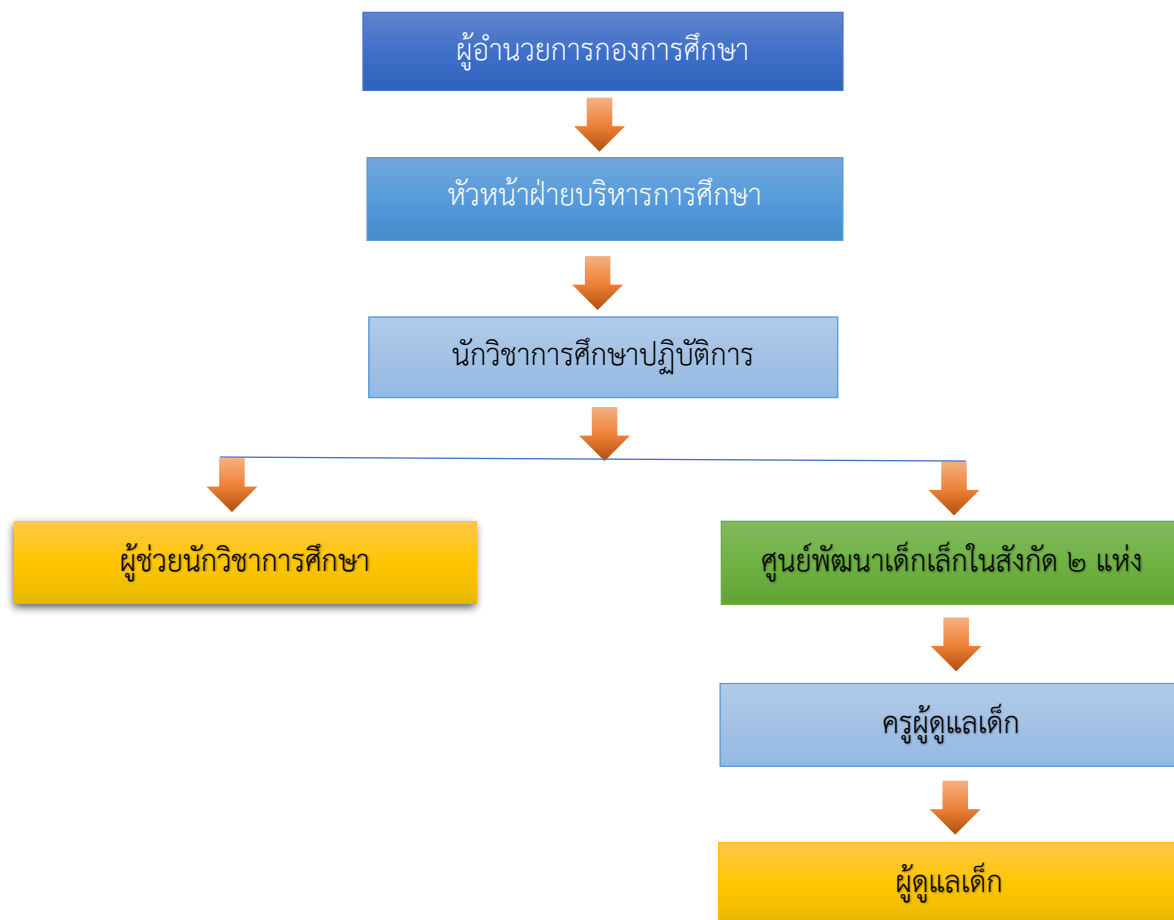 ผู้อำนวยการกองการศึกษา
หัวหน้าฝ่ายบริหารการศึกษา
นักวิชาการศึกษาปฏิบัติการ
ผู้ช่วยนักวิชาการศึกษา
ศูนย์พัฒนาเด็กเล็กในสังกัด ๒ แห่ง
ครูผู้ดูแลเด็ก
ผู้ดูแลเด็ก